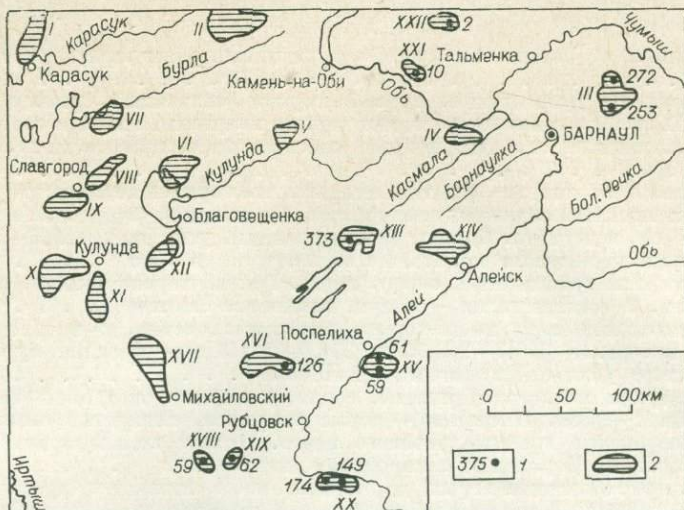 I
Карасук
II
XXII
2
Карасук
Бурла
Камень-на-Оби
XXI
10
Тальменка
Чумыш
272
III
253
Обь
VII
VI
V
Кулунда
IV
БАРНАУЛ
Славгород
VIII
IX
Касмала
Барнаулка
Бол. Речка
Благовещенка
373
XIII
XIV
Кулунда
X
XII
XI
Алейск
Обь
Алей
Поспелиха
61
XV
59
XVI
126
XVII
Михайловский
Рубцовск
0 50 100км
375 1
2
XVIII
59
XIX
62
149
174
XX
Иртыш